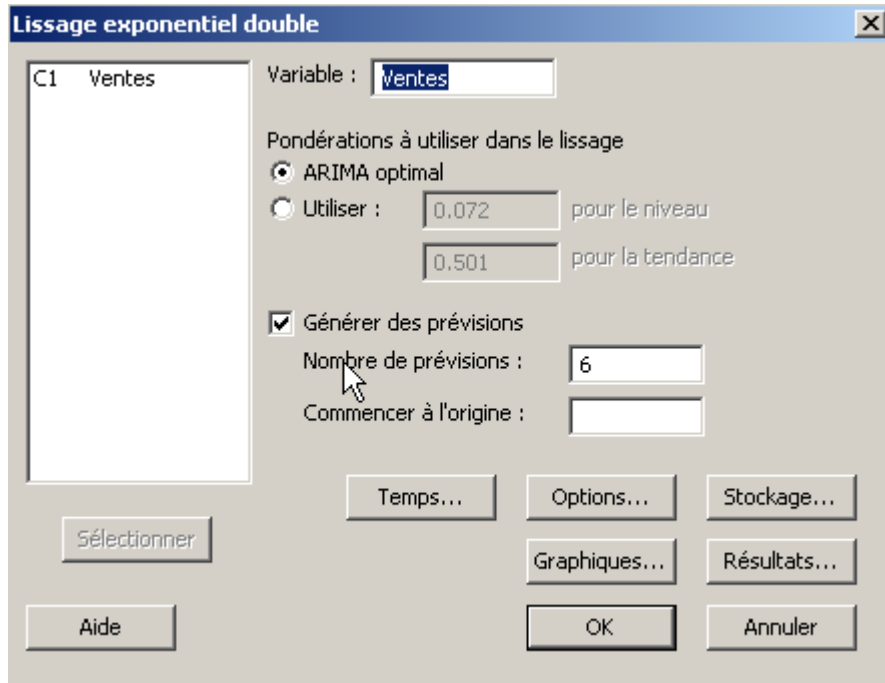 Lissage exponentiel double
C1 Ventes
Variable : Ventes
Pondérations à utiliser dans le lissage
ARIMA optimal
Utiliser : 0.072 pour le niveau
0.501 pour la tendance
Générer des prévisions
Nombre de prévisions : 6
Commencer à l'origine :
Temps... Options... Stockage...
Sélectionner
Graphiques... Résultats...
Aide OK Annuler